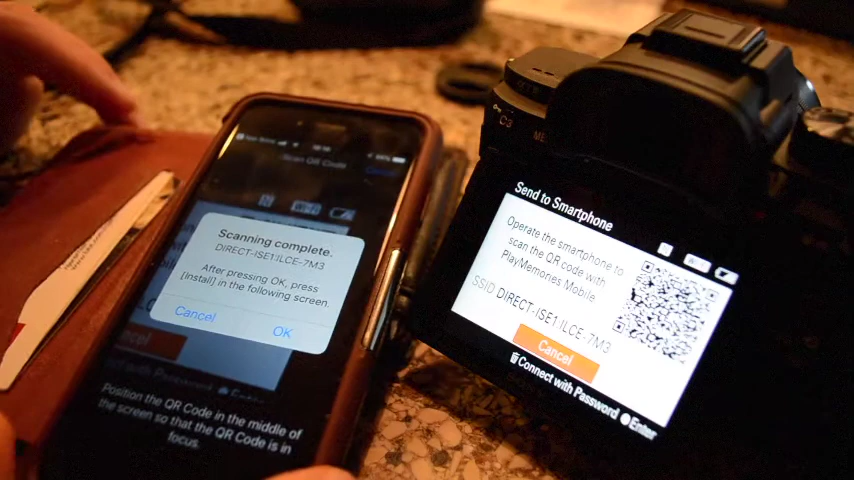 Scan QR Code
Scanning complete.
DIRECT-ISE1:ILCE-7M3
After pressing OK, press
[Install] in the following screen.
Cancel
OK
Position the QR Code in the middle of
the screen so that the QR Code is in
focus.
C3
Send to Smartphone
Operate the smartphone to
scan the QR code with
PlayMemories Mobile.
SSID DIRECT-ISE1:ILCE-7M3
Cancel
Connect with Password Enter